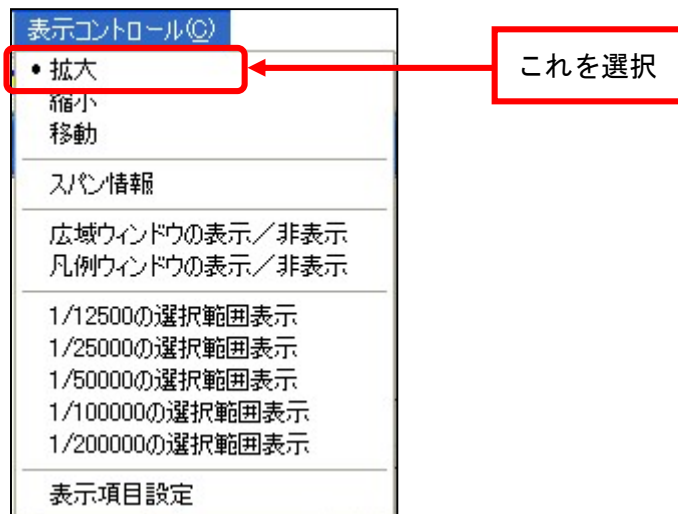 表示コントロール(C)
• 拡大
縮小
移動
スパン情報
広域ウィンドウの表示／非表示
凡例ウィンドウの表示／非表示
1/12500の選択範囲表示
1/25000の選択範囲表示
1/50000の選択範囲表示
1/100000の選択範囲表示
1/200000の選択範囲表示
表示項目設定
これを選択